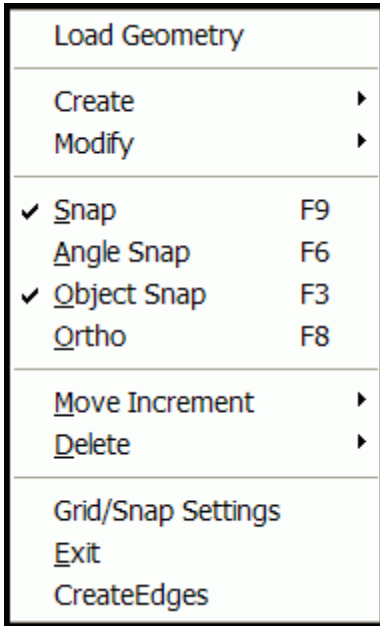 Load Geometry
Create
Modify
Snap F9
Angle Snap F6
Object Snap F3
Ortho F8
Move Increment
Delete
Grid/Snap Settings
Exit
CreateEdges